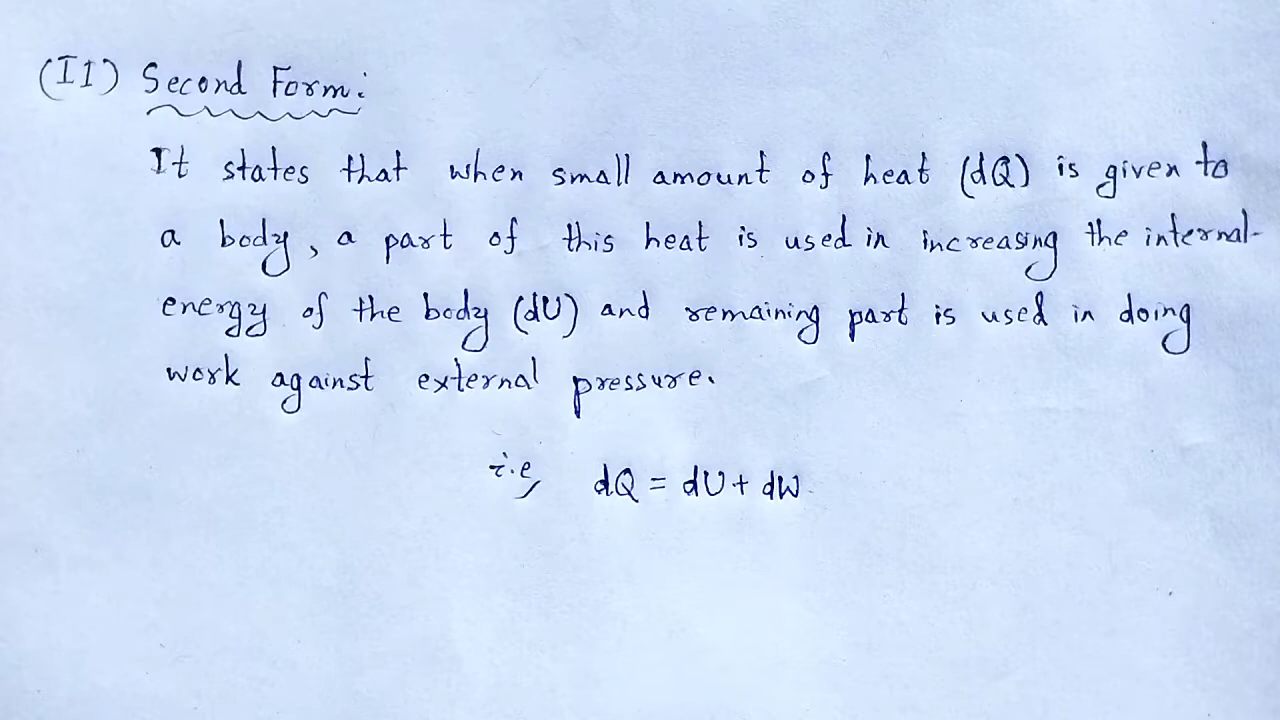 (II) Second Form:
It states that when small amount of heat (dQ) is given to
a body, a part of this heat is used in increasing the internal-
energy of the body (dU) and remaining part is used in doing
work against external pressure.
i.e, dQ = dU + dW